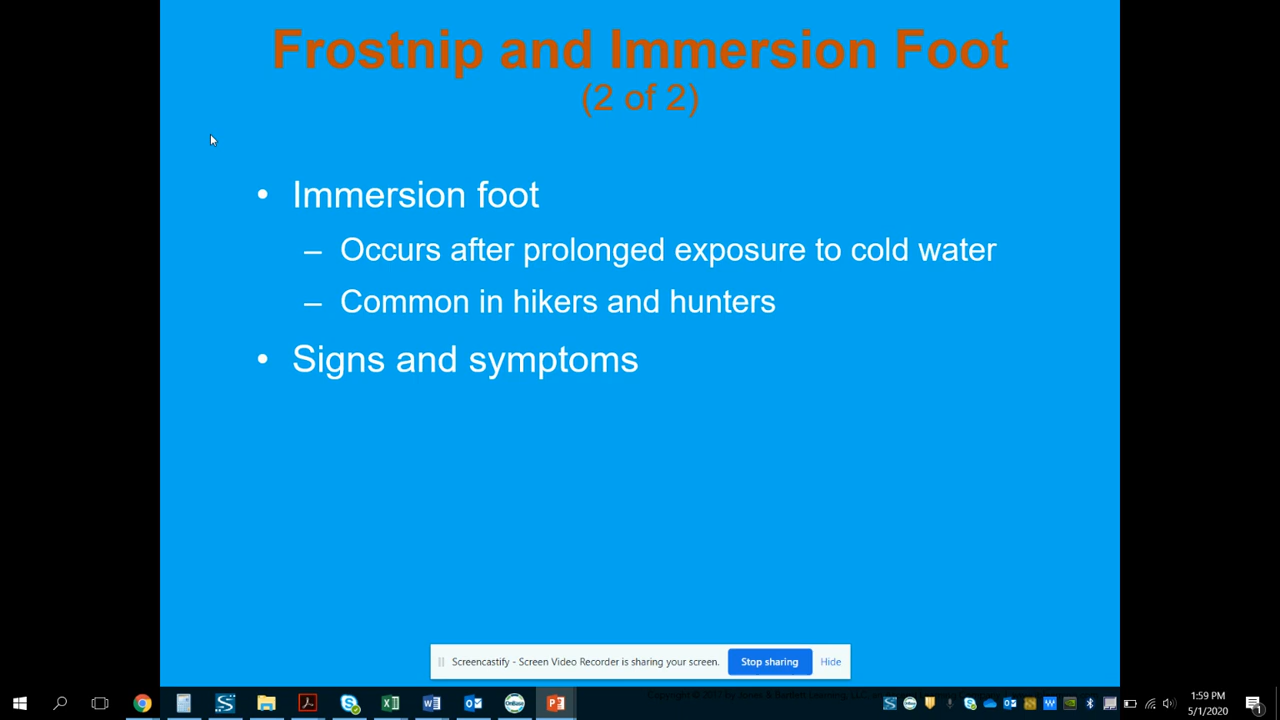 Frostnip and Immersion Foot
(2 of 2)
• Immersion foot
– Occurs after prolonged exposure to cold water
– Common in hikers and hunters
• Signs and symptoms
Screencastify - Screen Video Recorder is sharing your screen.
Stop sharing
Hide
1:59 PM
5/1/2020